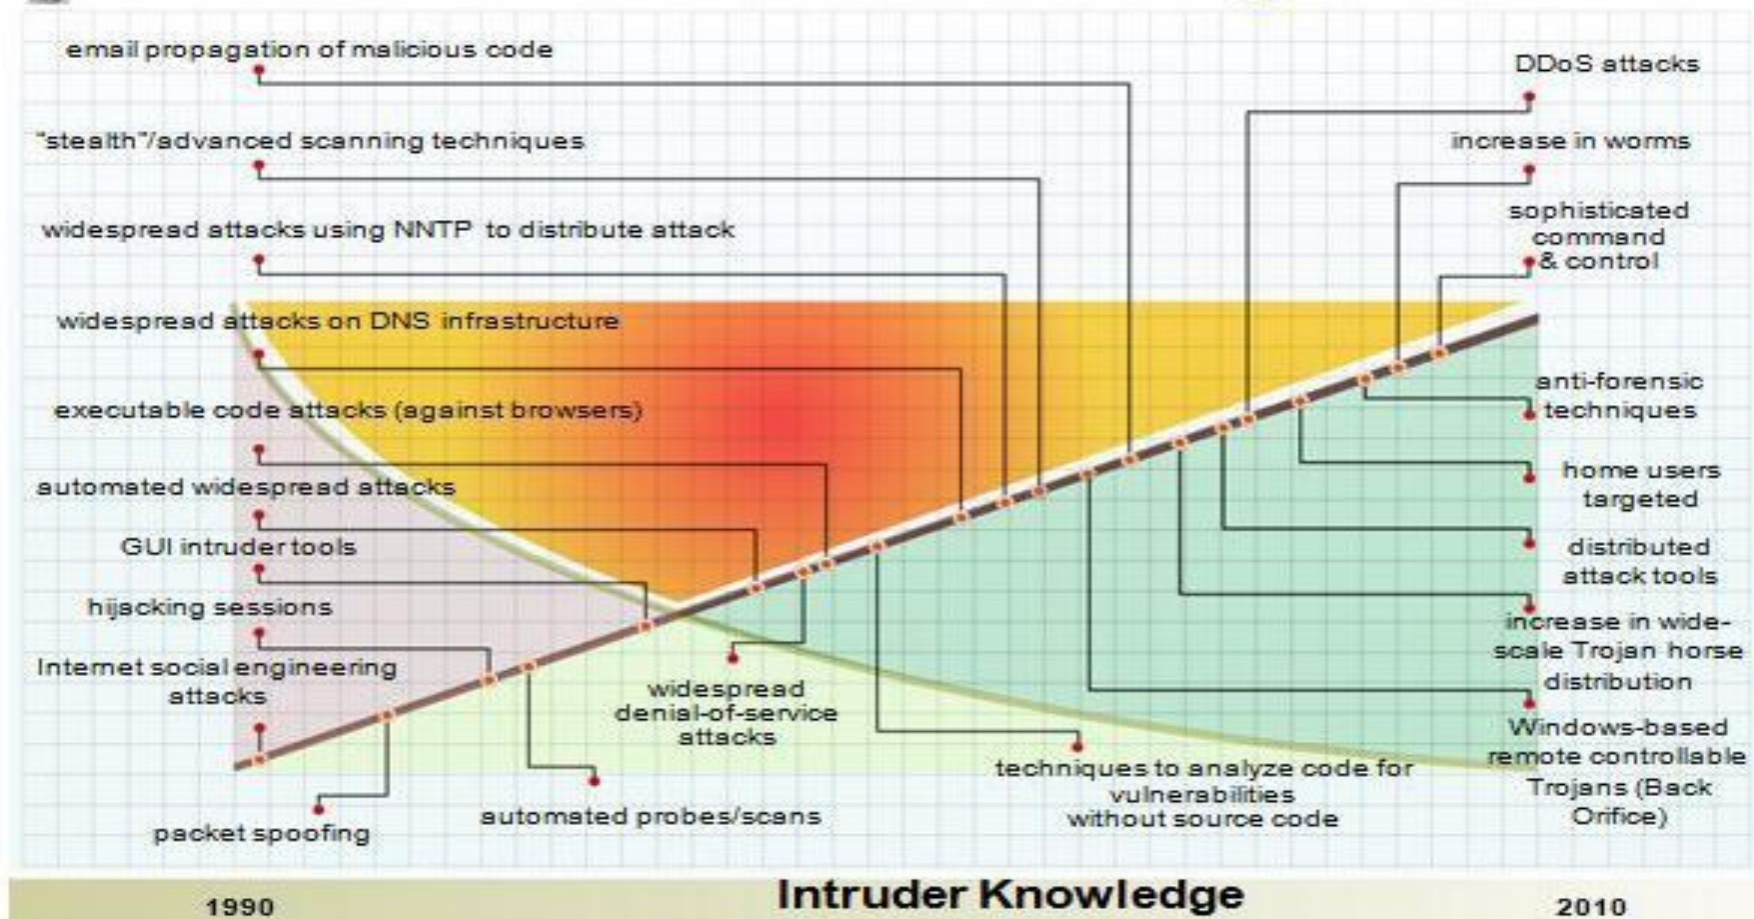 email propagation of malicious code
"stealth"/advanced scanning techniques
widespread attacks using NNTP to distribute attack
widespread attacks on DNS infrastructure
executable code attacks (against browsers)
automated widespread attacks
GUI intruder tools
hijacking sessions
Internet social engineering
attacks
packet spoofing
automated probes/scans
widespread
denial-of-service
attacks
techniques to analyze code for
vulnerabilities
without source code
DDoS attacks
increase in worms
sophisticated
command
& control
anti-forensic
techniques
home users
targeted
distributed
attack tools
increase in wide-
scale Trojan horse
distribution
Windows-based
remote controllable
Trojans (Back
Orifice)
1990
Intruder Knowledge
2010